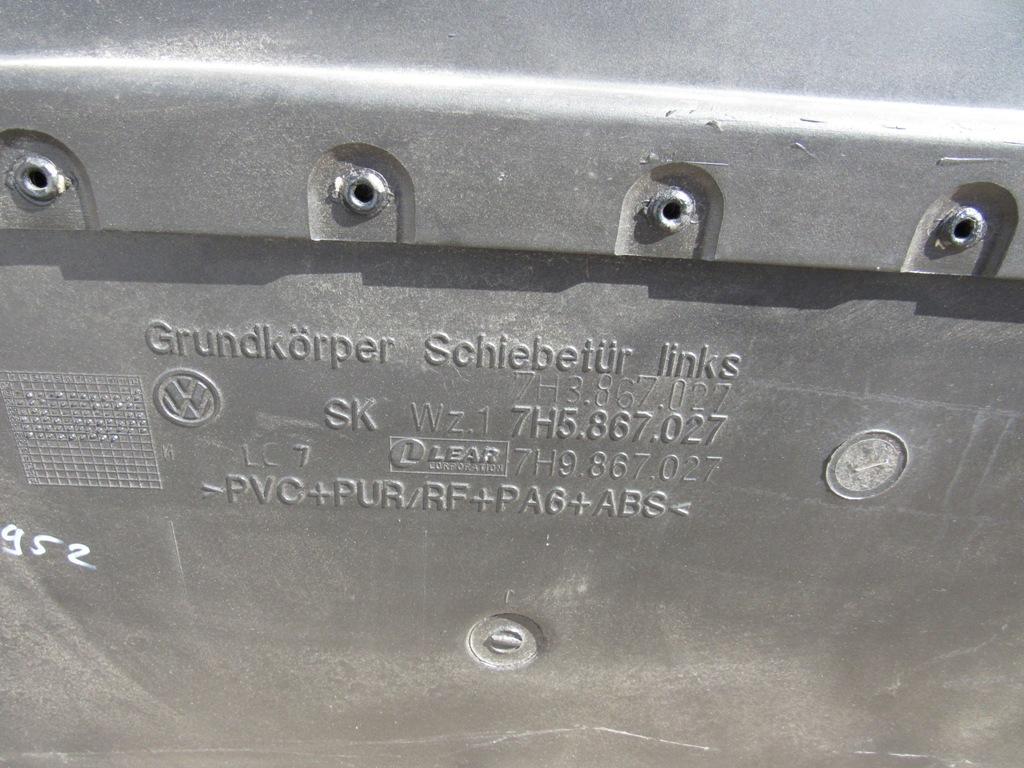 Grundkörper Schiebetür links
7H3.867.027
SK Wz.1 7H5.867.027
LC 7 LEAR CORPORATION 7H9.867.027
>PVC+PUR/RF+PA6+ABS<
952